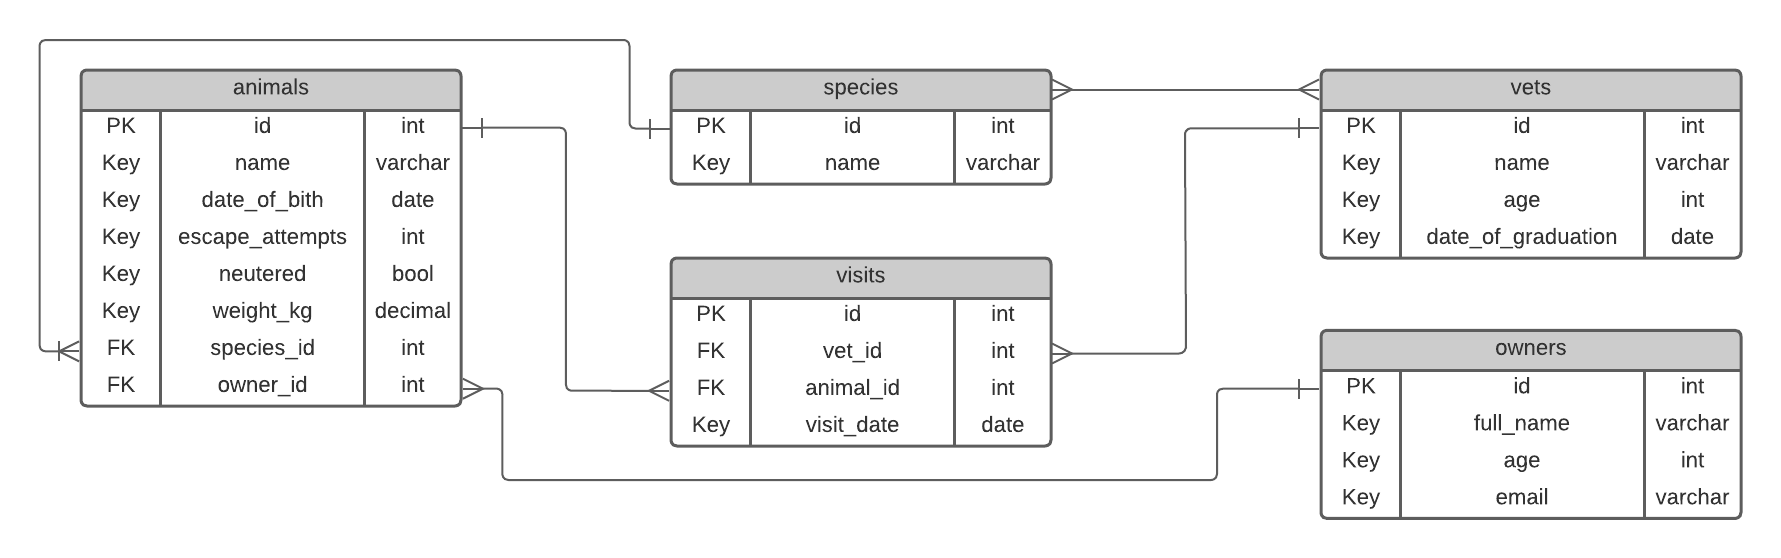 animals
PK id int
Key name varchar
Key date_of_bith date
Key escape_attempts int
Key neutered bool
Key weight_kg decimal
FK species_id int
FK owner_id int
species
PK id int
Key name varchar
visits
PK id int
FK vet_id int
FK animal_id int
Key visit_date date
vets
PK id int
Key name varchar
Key age int
Key date_of_graduation date
owners
PK id int
Key full_name varchar
Key age int
Key email varchar